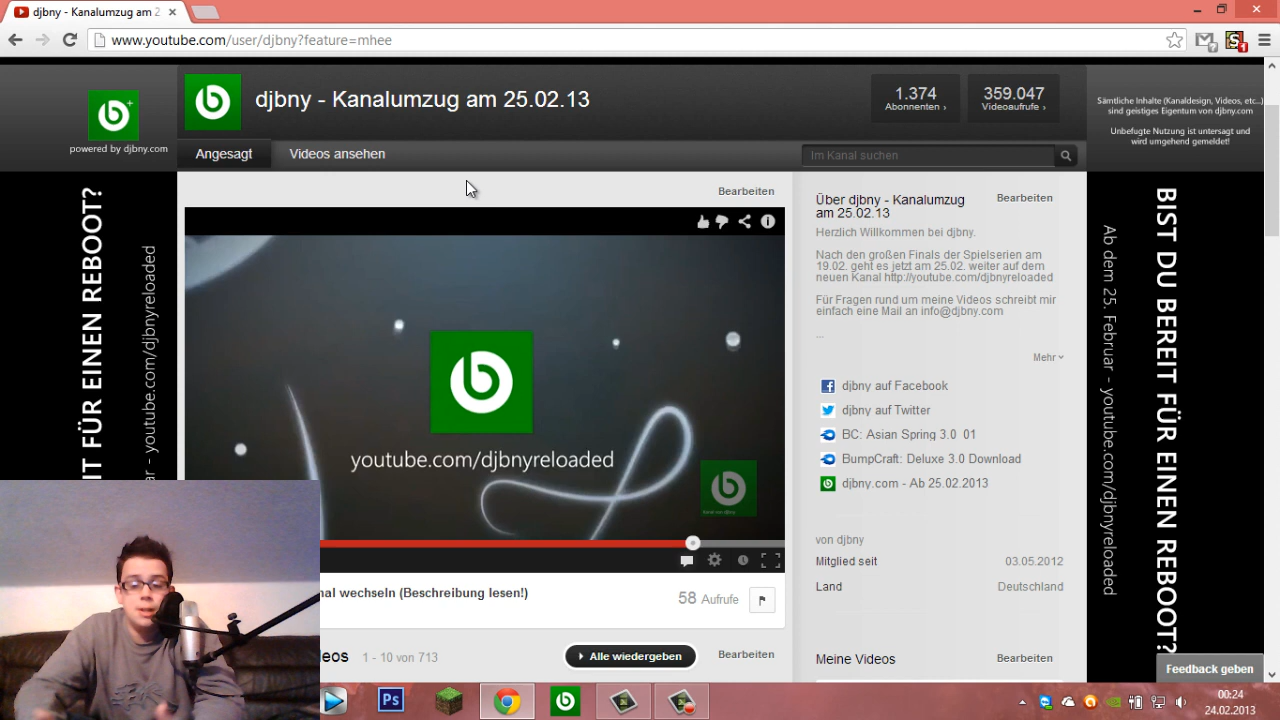 djbny - Kanalumzug am 2
www.youtube.com/user/djbny?feature=mhee
djbny - Kanalumzug am 25.02.13
1.374
Abonnenten ›
359.047
Videoaufrufe ›
Sämtliche Inhalte (Kanaldesign, Videos, etc..)
sind geistiges Eigentum von djbny.com
Unbefugte Nutzung ist untersagt und
wird umgehend gemeldet!
powered by djbny.com
Angesagt
Videos ansehen
Im Kanal suchen
Bearbeiten
IT FÜR EINEN REBOOT?
ar - youtube.com/djbnyreloaded
youtube.com/djbnyreloaded
Über djbny - Kanalumzug
am 25.02.13
Bearbeiten
Herzlich Willkommen bei djbny.
Nach den großen Finals der Spielserien am
19.02. geht es jetzt am 25.02. weiter auf dem
neuen Kanal http://youtube.com/djbnyreloaded
Für Fragen rund um meine Videos schreibt mir
einfach eine Mail an info@djbny.com
...
Mehr
djbny auf Facebook
djbny auf Twitter
BC: Asian Spring 3.0 01
BumpCraft: Deluxe 3.0 Download
djbny.com - Ab 25.02.2013
von djbny
Mitglied seit 03.05.2012
Land Deutschland
Ab dem 25. Februar - youtube.com/djbnyreloaded
BIST DU BEREIT FÜR EINEN REBOOT?
nal wechseln (Beschreibung lesen!)
58 Aufrufe
deos 1 - 10 von 713
Alle wiedergeben
Bearbeiten
Meine Videos
Bearbeiten
Feedback geben
Ps
00:24
24.02.2013